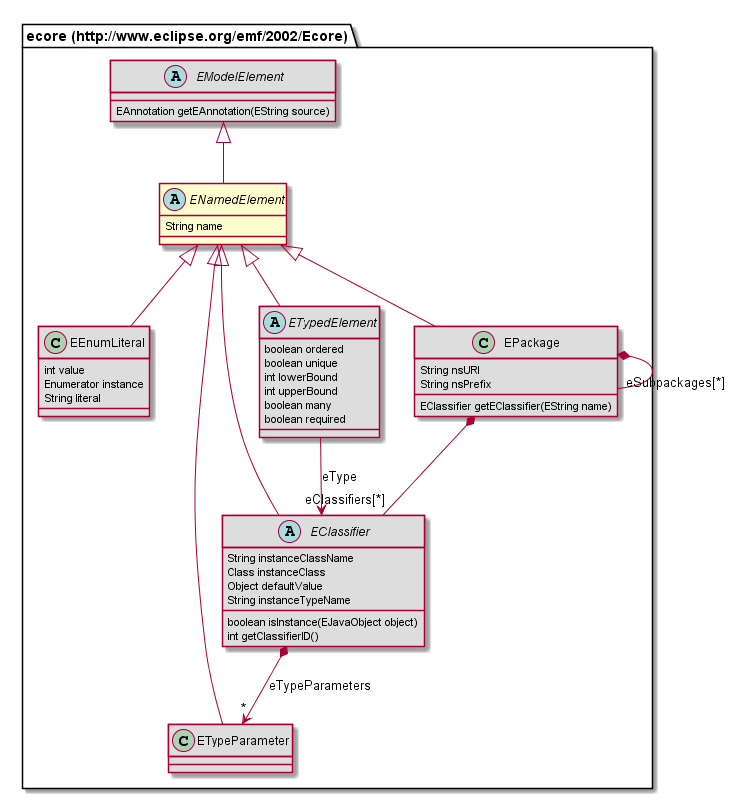 ecore (http://www.eclipse.org/emf/2002/Ecore)
A EModelElement
EAnnotation getEAnnotation(EString source)
A ENamedElement
String name
C EEnumLiteral
int value
Enumerator instance
String literal
A ETypedElement
boolean ordered
boolean unique
int lowerBound
int upperBound
boolean many
boolean required
C EPackage
String nsURI
String nsPrefix
EClassifier getEClassifier(EString name)
eSubpackages[*]
eType
eClassifiers[*]
A EClassifier
String instanceClassName
Class instanceClass
Object defaultValue
String instanceTypeName
boolean isInstance(EJavaObject object)
int getClassifierID()
eTypeParameters
*
C ETypeParameter